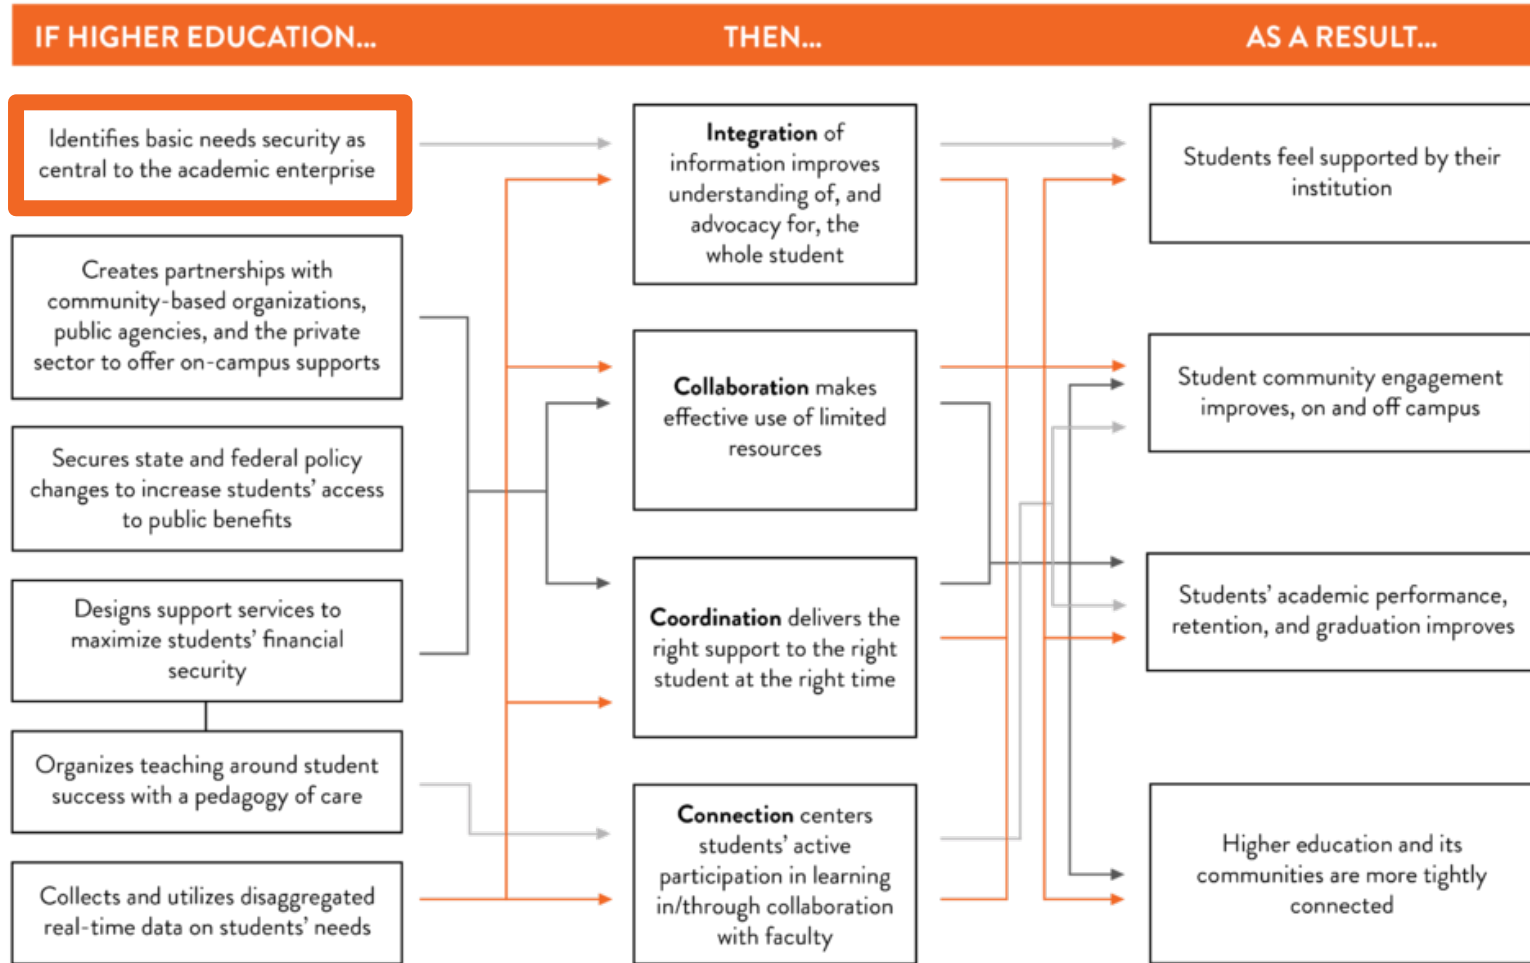 IF HIGHER EDUCATION...
THEN...
AS A RESULT...
Identifies basic needs security as
central to the academic enterprise
Creates partnerships with
community-based organizations,
public agencies, and the private
sector to offer on-campus supports
Secures state and federal policy
changes to increase students' access
to public benefits
Designs support services to
maximize students' financial
security
Organizes teaching around student
success with a pedagogy of care
Collects and utilizes disaggregated
real-time data on students' needs
Integration of
information improves
understanding of, and
advocacy for, the
whole student
Collaboration makes
effective use of limited
resources
Coordination delivers the
right support to the right
student at the right time
Connection centers
students' active
participation in learning
in/through collaboration
with faculty
Students feel supported by their
institution
Student community engagement
improves, on and off campus
Students' academic performance,
retention, and graduation improves
Higher education and its
communities are more tightly
connected